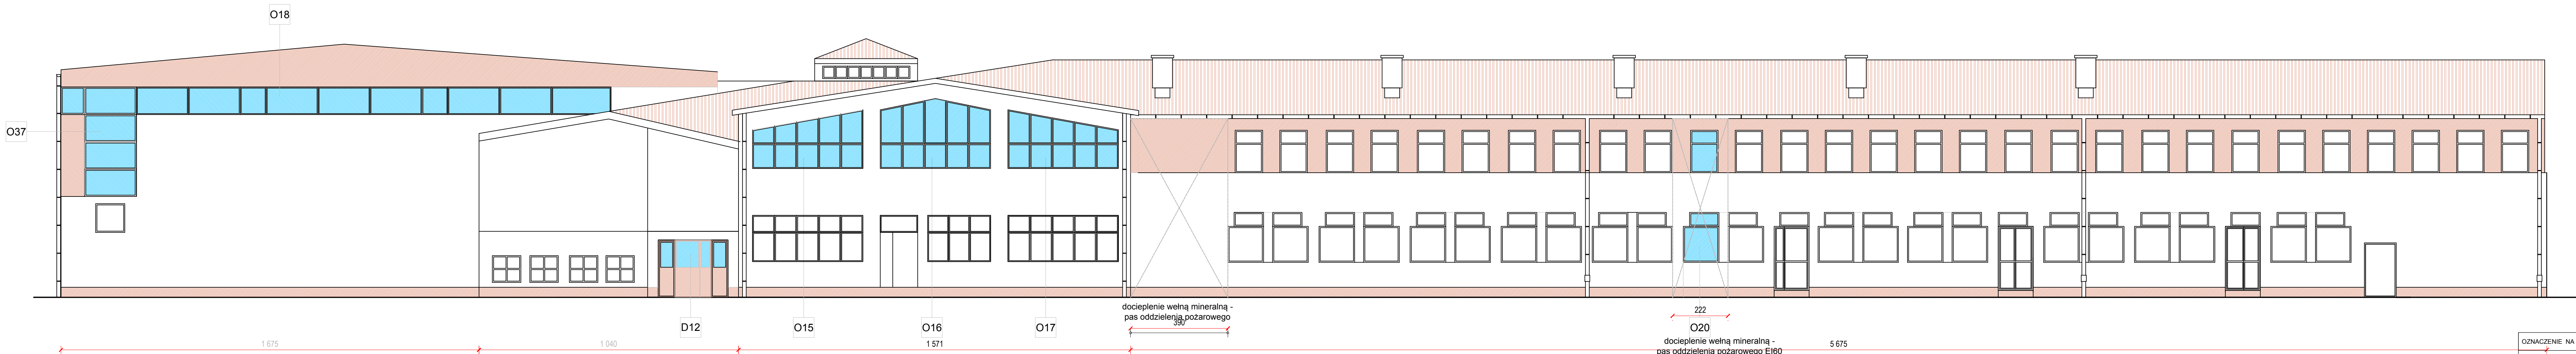 O18
O37
D12
O15
O16
O17
docieplenie wełną mineralną -
pas oddzielenia pożarowego
390
222
O20
docieplenie wełną mineralną -
pas oddzielenia pożarowego EI60
1 675
1 040
1 571
5 675
OZNACZENIE NA